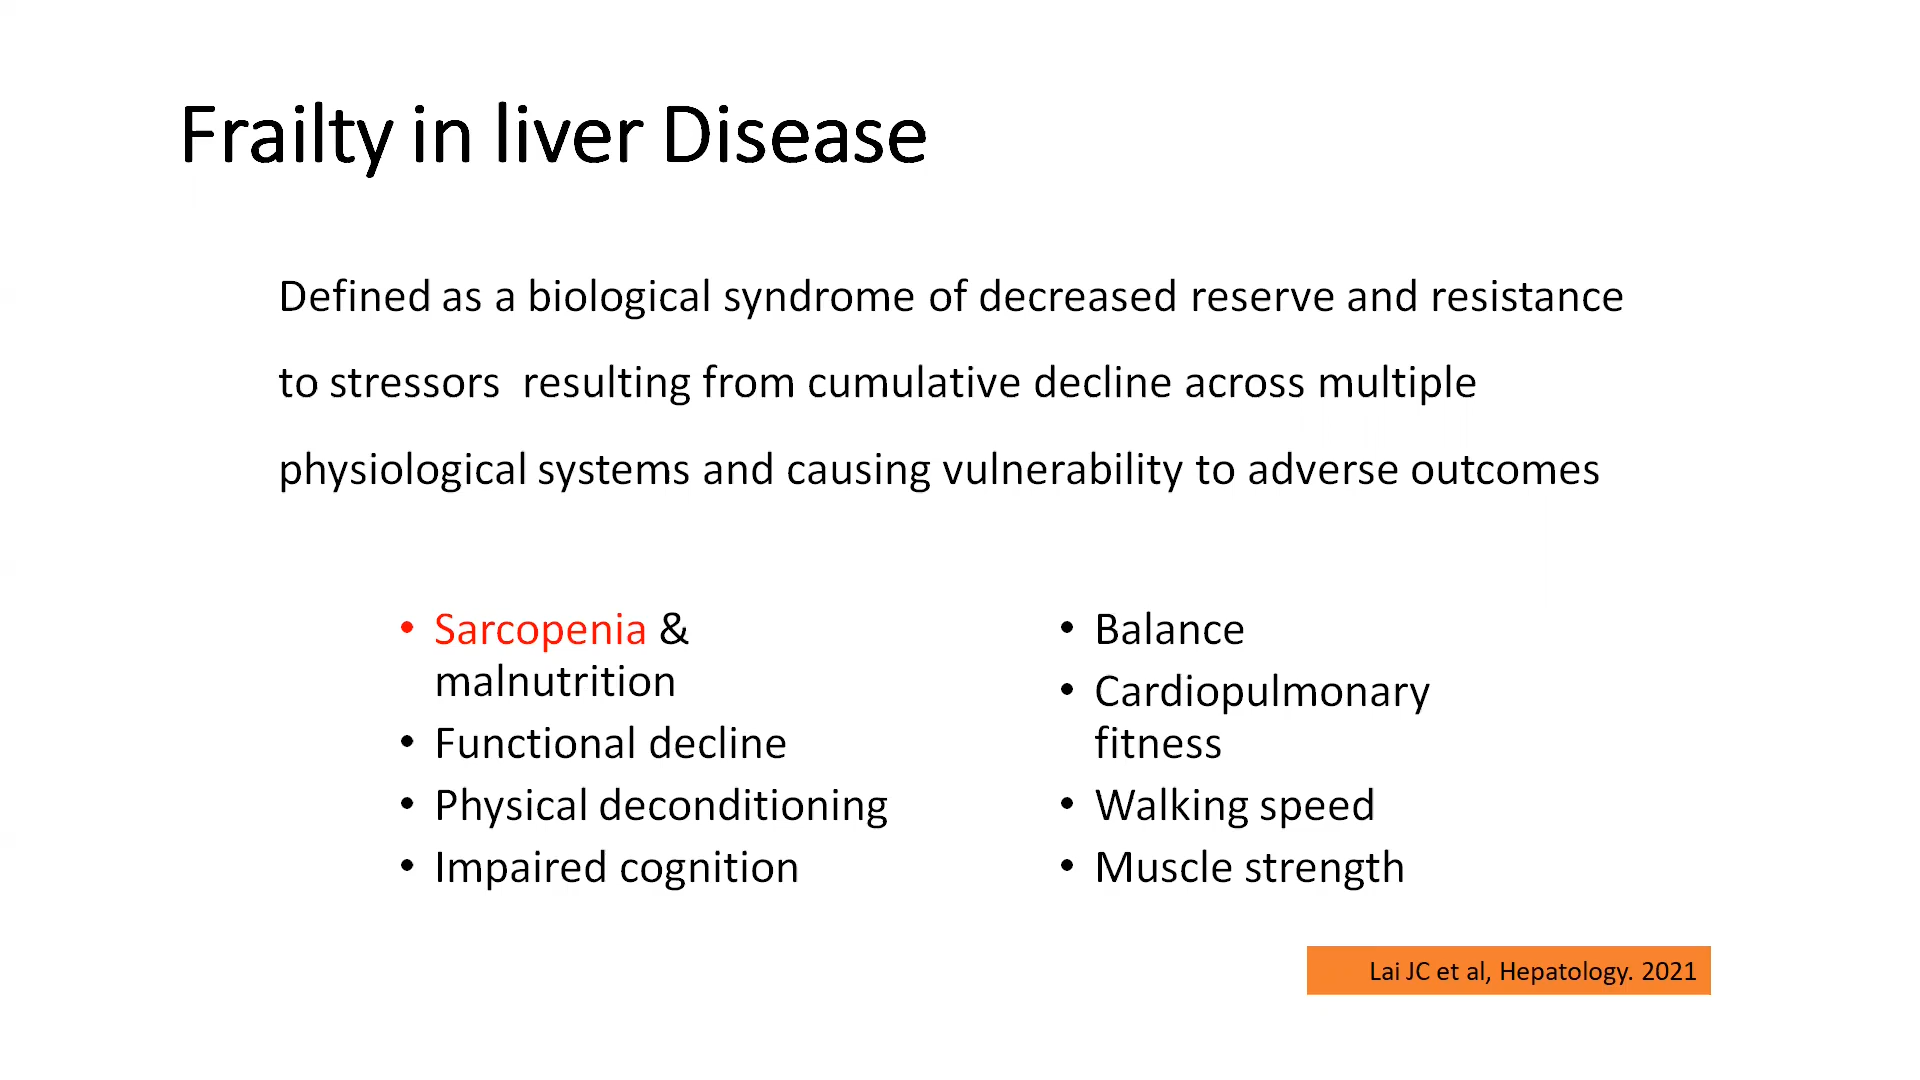 Frailty in liver Disease
Defined as a biological syndrome of decreased reserve and resistance
to stressors  resulting from cumulative decline across multiple
physiological systems and causing vulnerability to adverse outcomes
• Sarcopenia &
malnutrition
• Functional decline
• Physical deconditioning
• Impaired cognition
• Balance
• Cardiopulmonary
fitness
• Walking speed
• Muscle strength
Lai JC et al, Hepatology. 2021